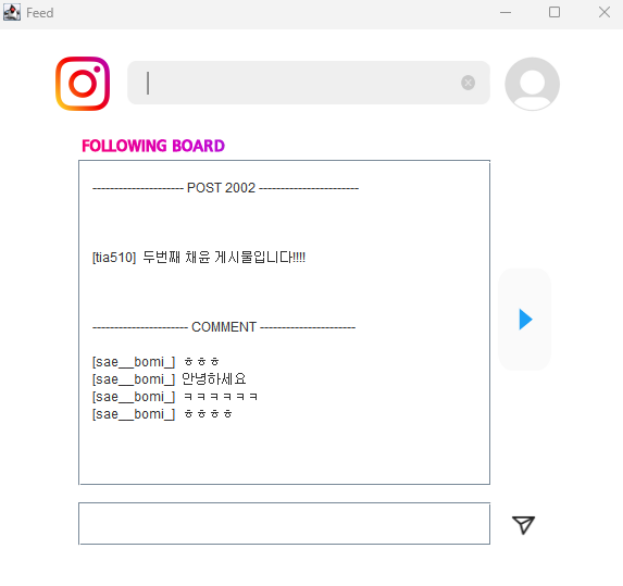 Feed
FOLLOWING BOARD
--------------------- POST 2002 -----------------------
[tia510] 두번째 채윤 게시물입니다!!!!
---------------------- COMMENT ----------------------
[sae__bomi_] ㅎㅎㅎ
[sae__bomi_] 안녕하세요
[sae__bomi_] ㅋㅋㅋㅋㅋㅋ
[sae__bomi_] ㅎㅎㅎㅎ